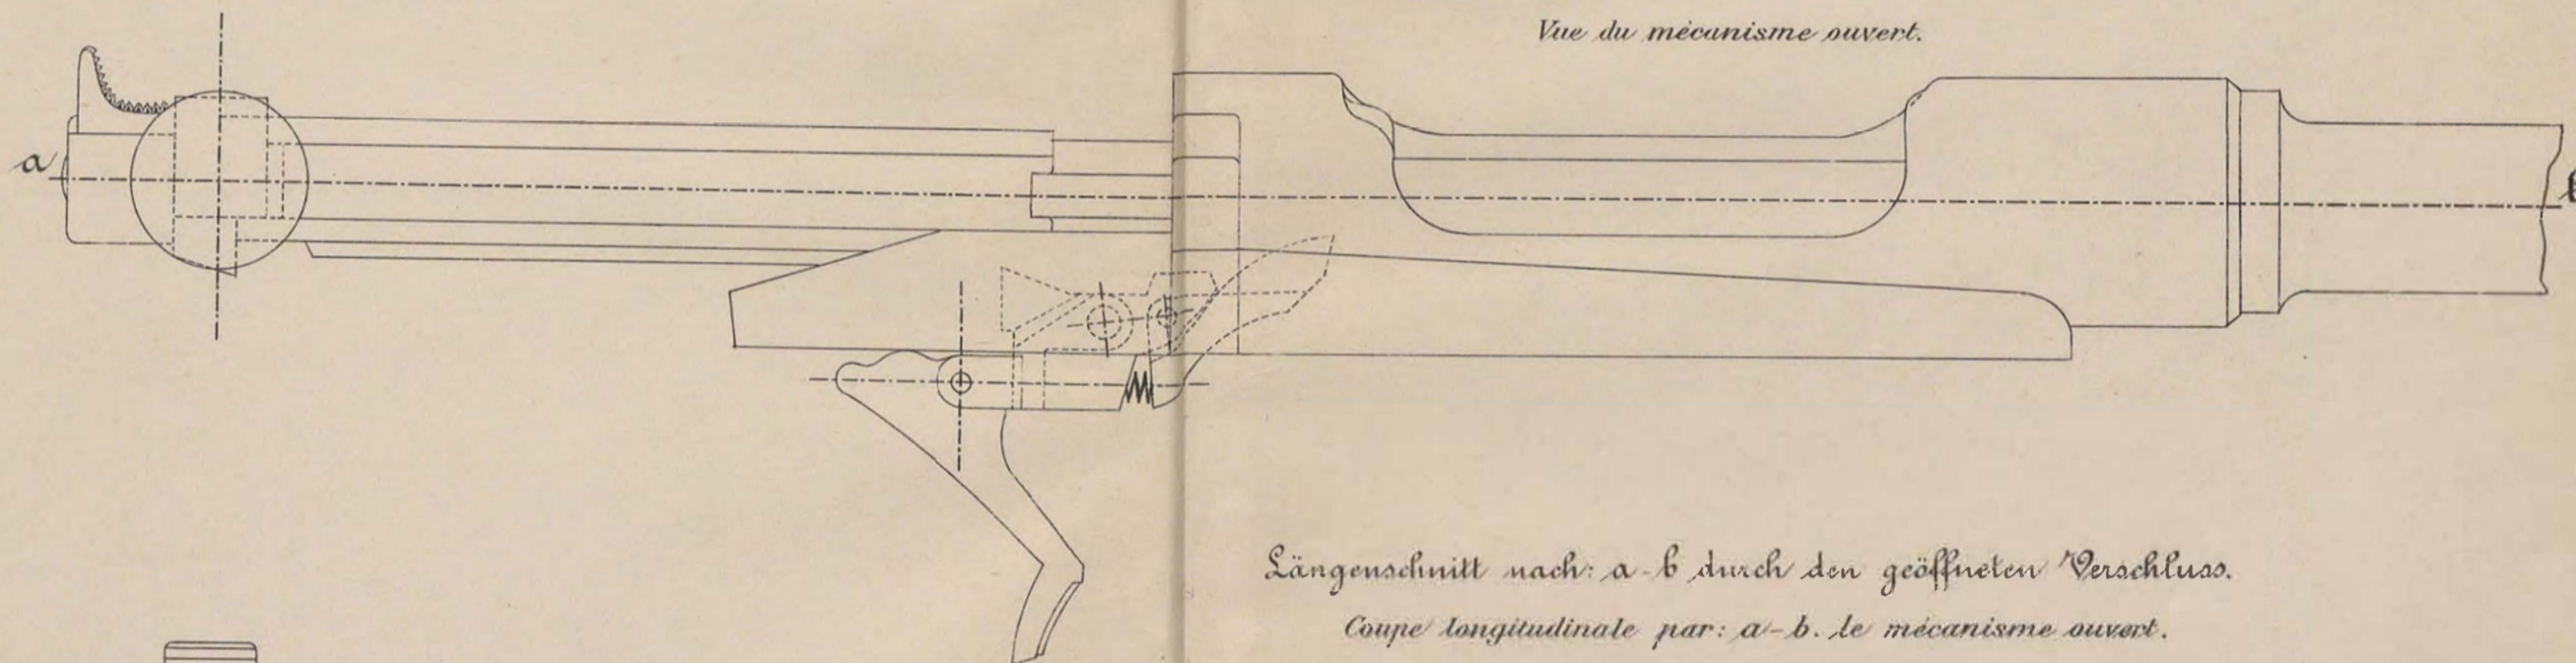 Vue du mécanisme ouvert.
a
Längenschnitt nach: a-b durch den geöffneten Verschluss.
Coupe longitudinale par: a-b. le mécanisme ouvert.